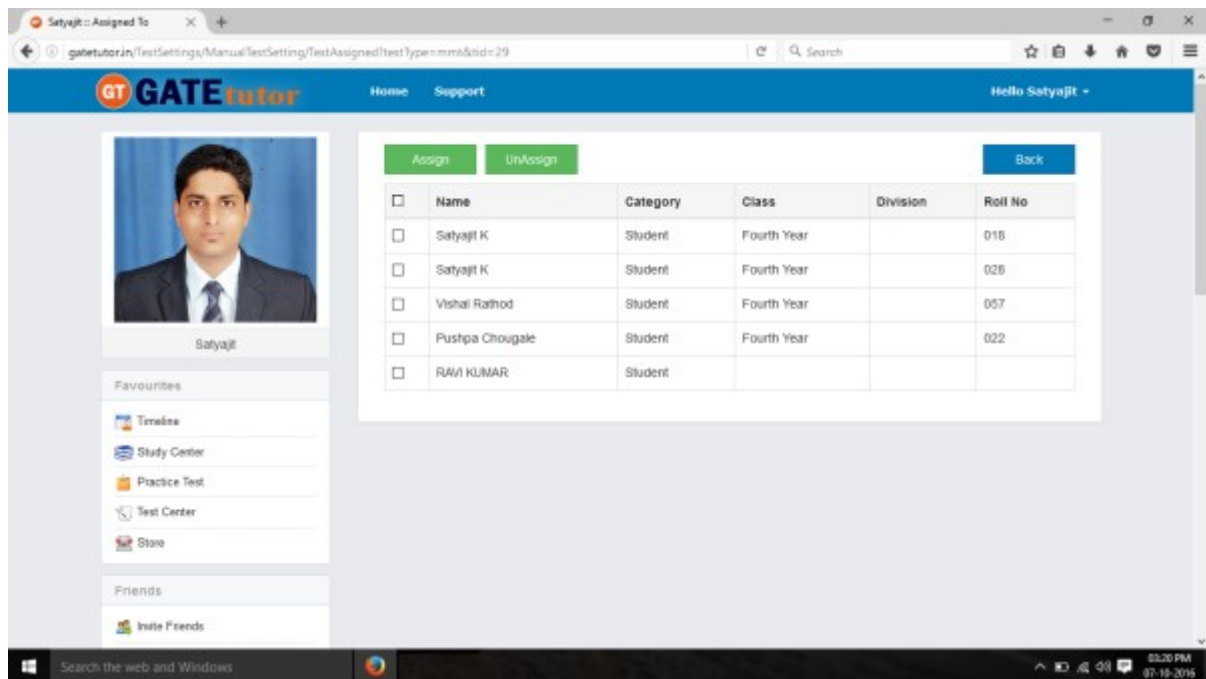 Satyajit :: Assigned To
gatetutor.in/TestSettings/ManualTestSetting/TestAssigned?testType=mmt&tid=29
Search
GT GATEtutor Home Support Hello Satyajit
Assign UnAssign Back
Name Category Class Division Roll No
Satyajit K Student Fourth Year 018
Satyajit K Student Fourth Year 028
Vishal Rathod Student Fourth Year 057
Pushpa Chougale Student Fourth Year 022
RAVI KUMAR Student
Satyajit
Favourites
Timeline
Study Center
Practice Test
Test Center
Store
Friends
Invite Friends
Search the web and Windows
03:20 PM
07-10-2016